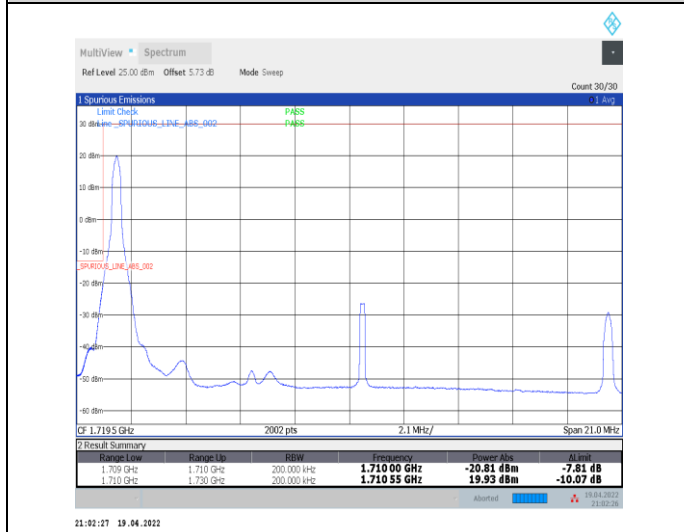 MultiView Spectrum
Ref Level 25.00 dBm Offset 5.73 dB Mode Sweep
Count 30/30
1 Spurious Emissions 1 Avg
Limit Check PASS
30 dBm Line _SPURIOUS_LINE_ABS_002 PASS
20 dBm
10 dBm
0 dBm
-10 dBm
_SPURIOUS_LINE_ABS_002
-20 dBm
-30 dBm
-40 dBm
-50 dBm
-60 dBm
CF 1.7195 GHz 2002 pts 2.1 MHz/ Span 21.0 MHz
2 Result Summary
Range Low Range Up RBW Frequency Power Abs ΔLimit
1.709 GHz 1.710 GHz 200.000 kHz 1.710 00 GHz -20.81 dBm -7.81 dB
1.710 GHz 1.730 GHz 200.000 kHz 1.710 55 GHz 19.93 dBm -10.07 dB
Aborted 19.04.2022
21:02:26
21:02:27 19.04.2022